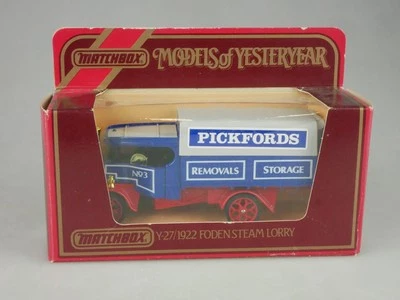 MATCHBOX MODELS of YESTERYEAR
PICKFORDS
REMOVALS STORAGE
Nº3
MATCHBOX Y-27/1922 FODEN STEAM LORRY